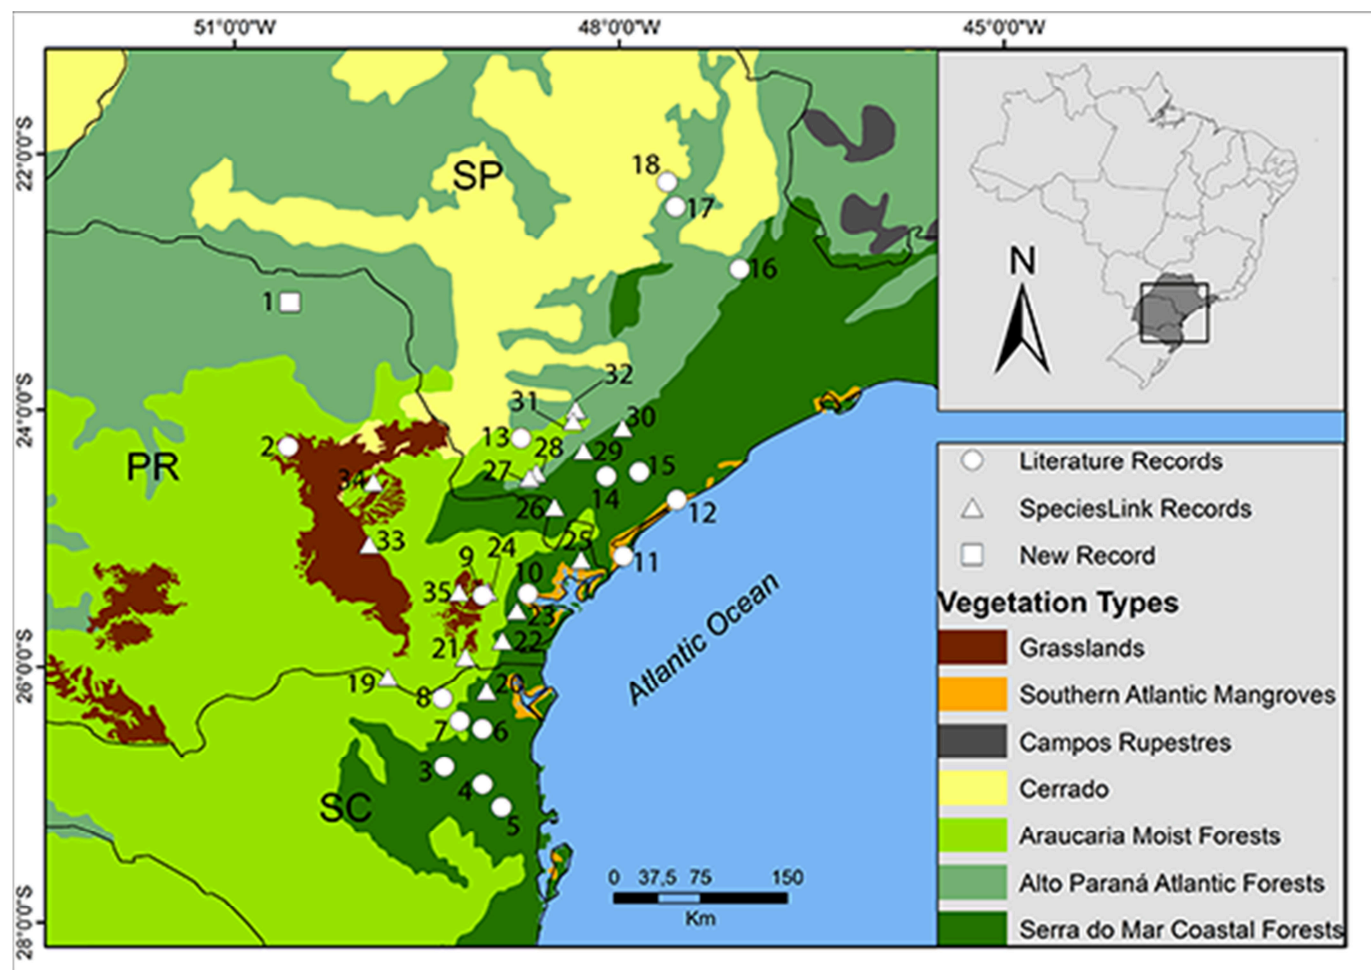 51°0'0"W 48°0'0"W 45°0'0"W
22°0'0"S
24°0'0"S
26°0'0"S
28°0'0"S
SP
PR
SC
18
17
16
1
32
31
30
2
13
28
29
15
27
34
14
12
26
33
25
24
9
10
11
35
23
22
21
19
20
8
7
6
3
4
5
Atlantic Ocean
0 37,5 75 150
Km
N
Literature Records
SpeciesLink Records
New Record
Vegetation Types
Grasslands
Southern Atlantic Mangroves
Campos Rupestres
Cerrado
Araucaria Moist Forests
Alto Paraná Atlantic Forests
Serra do Mar Coastal Forests